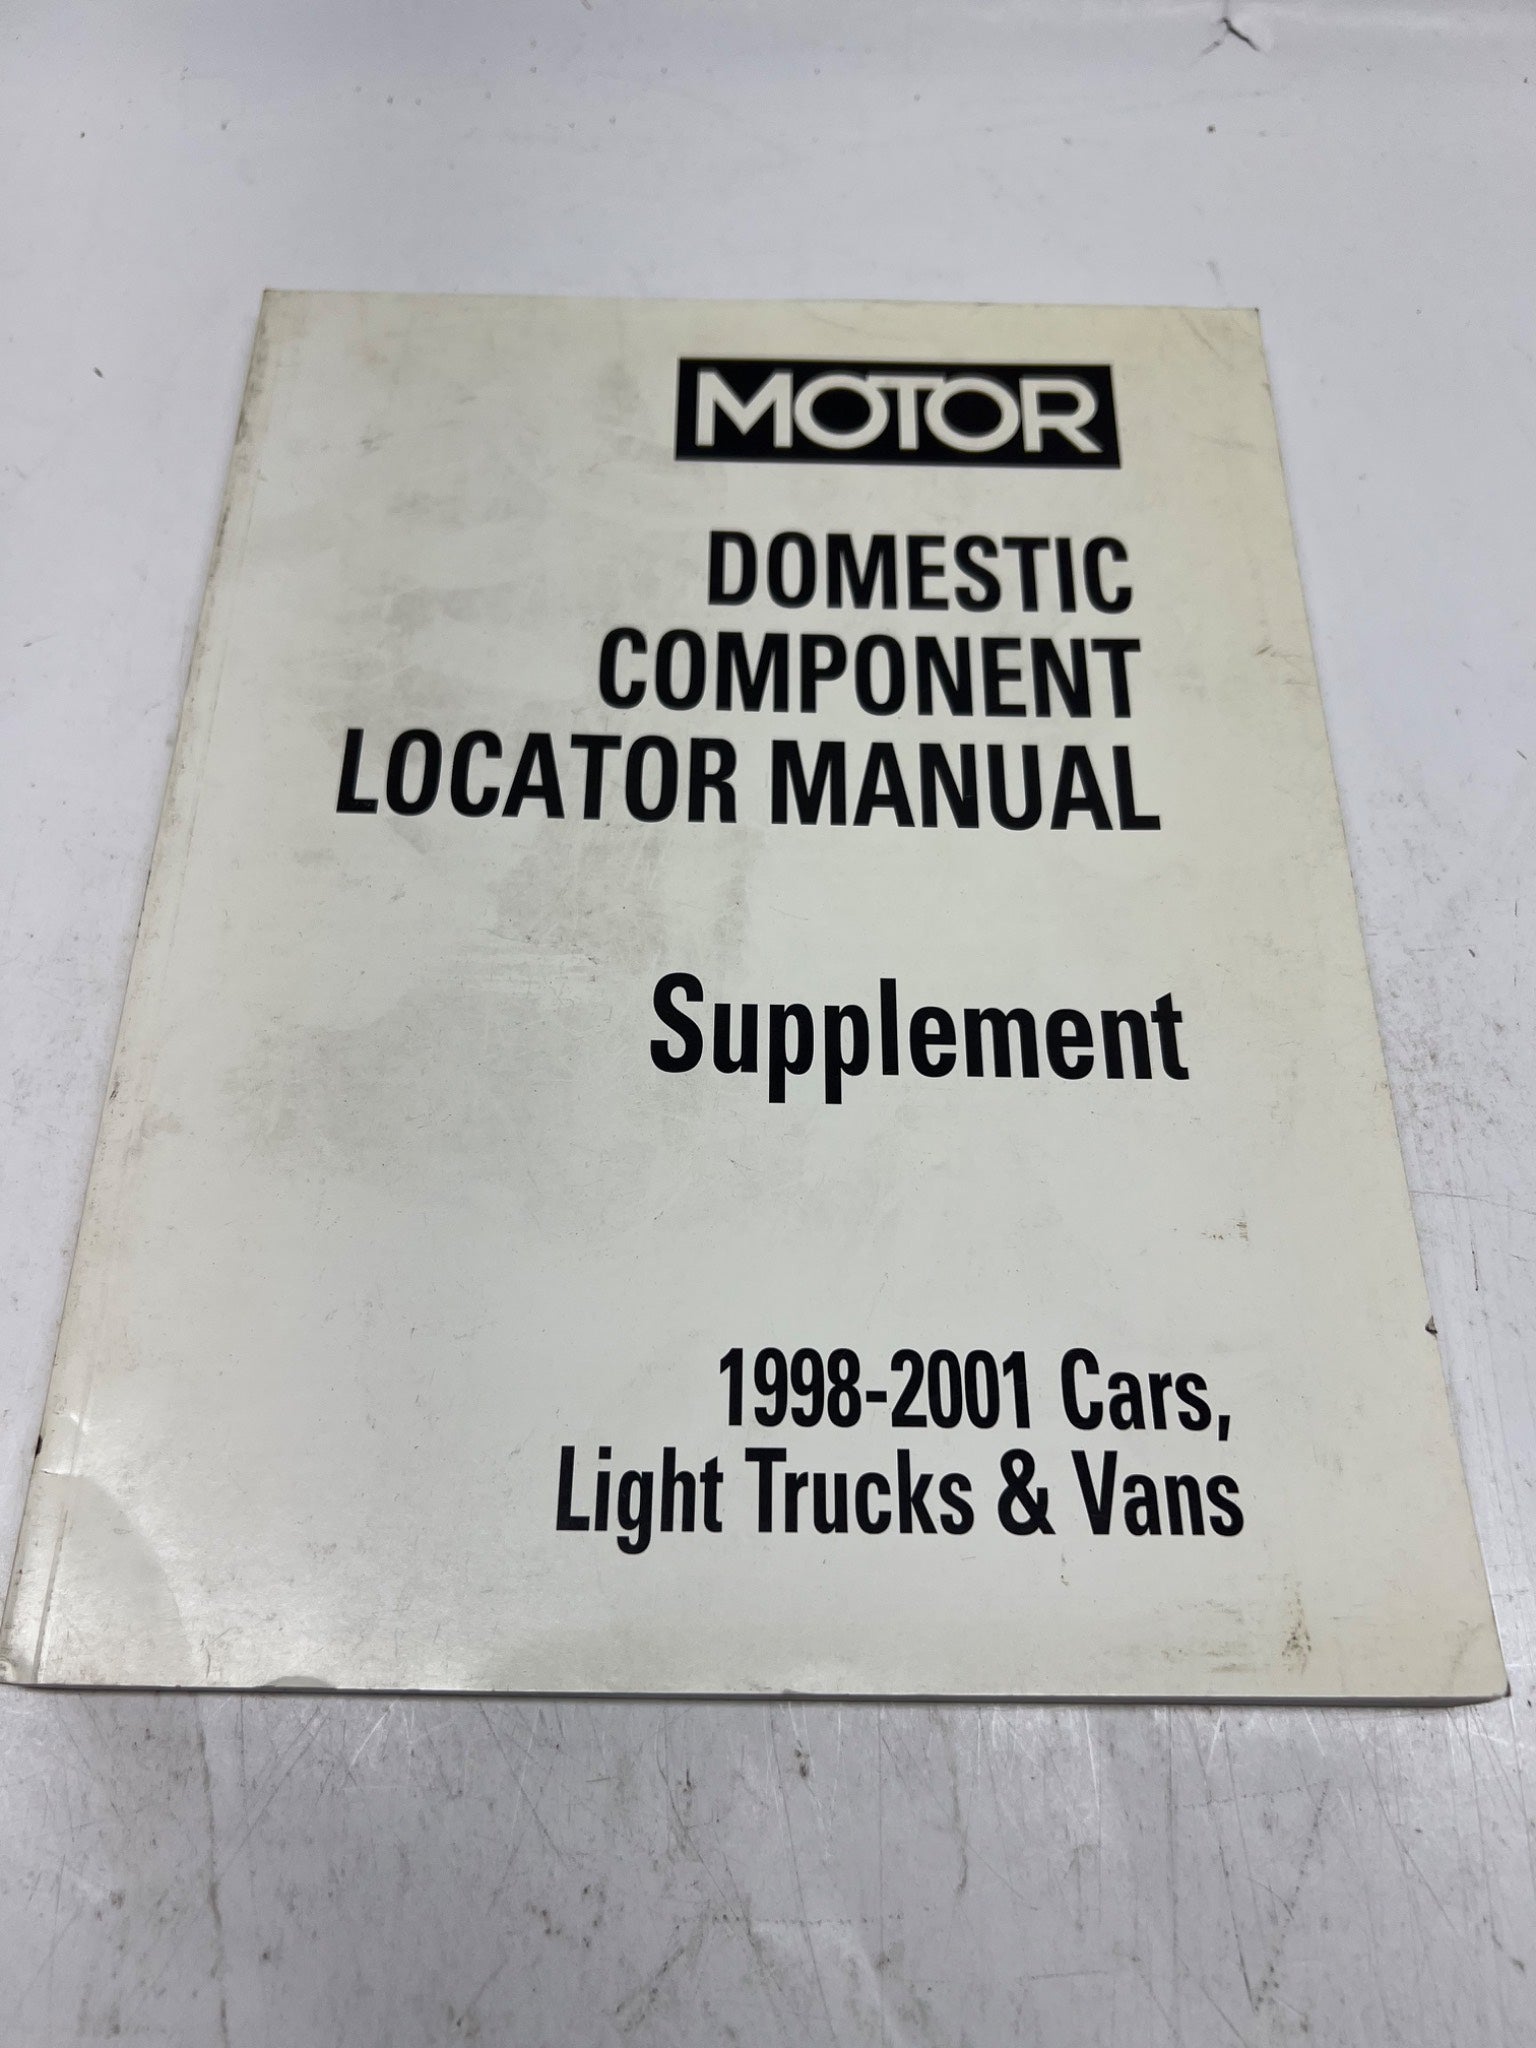 MOTOR
DOMESTIC
COMPONENT
LOCATOR MANUAL
Supplement
1998-2001 Cars,
Light Trucks & Vans